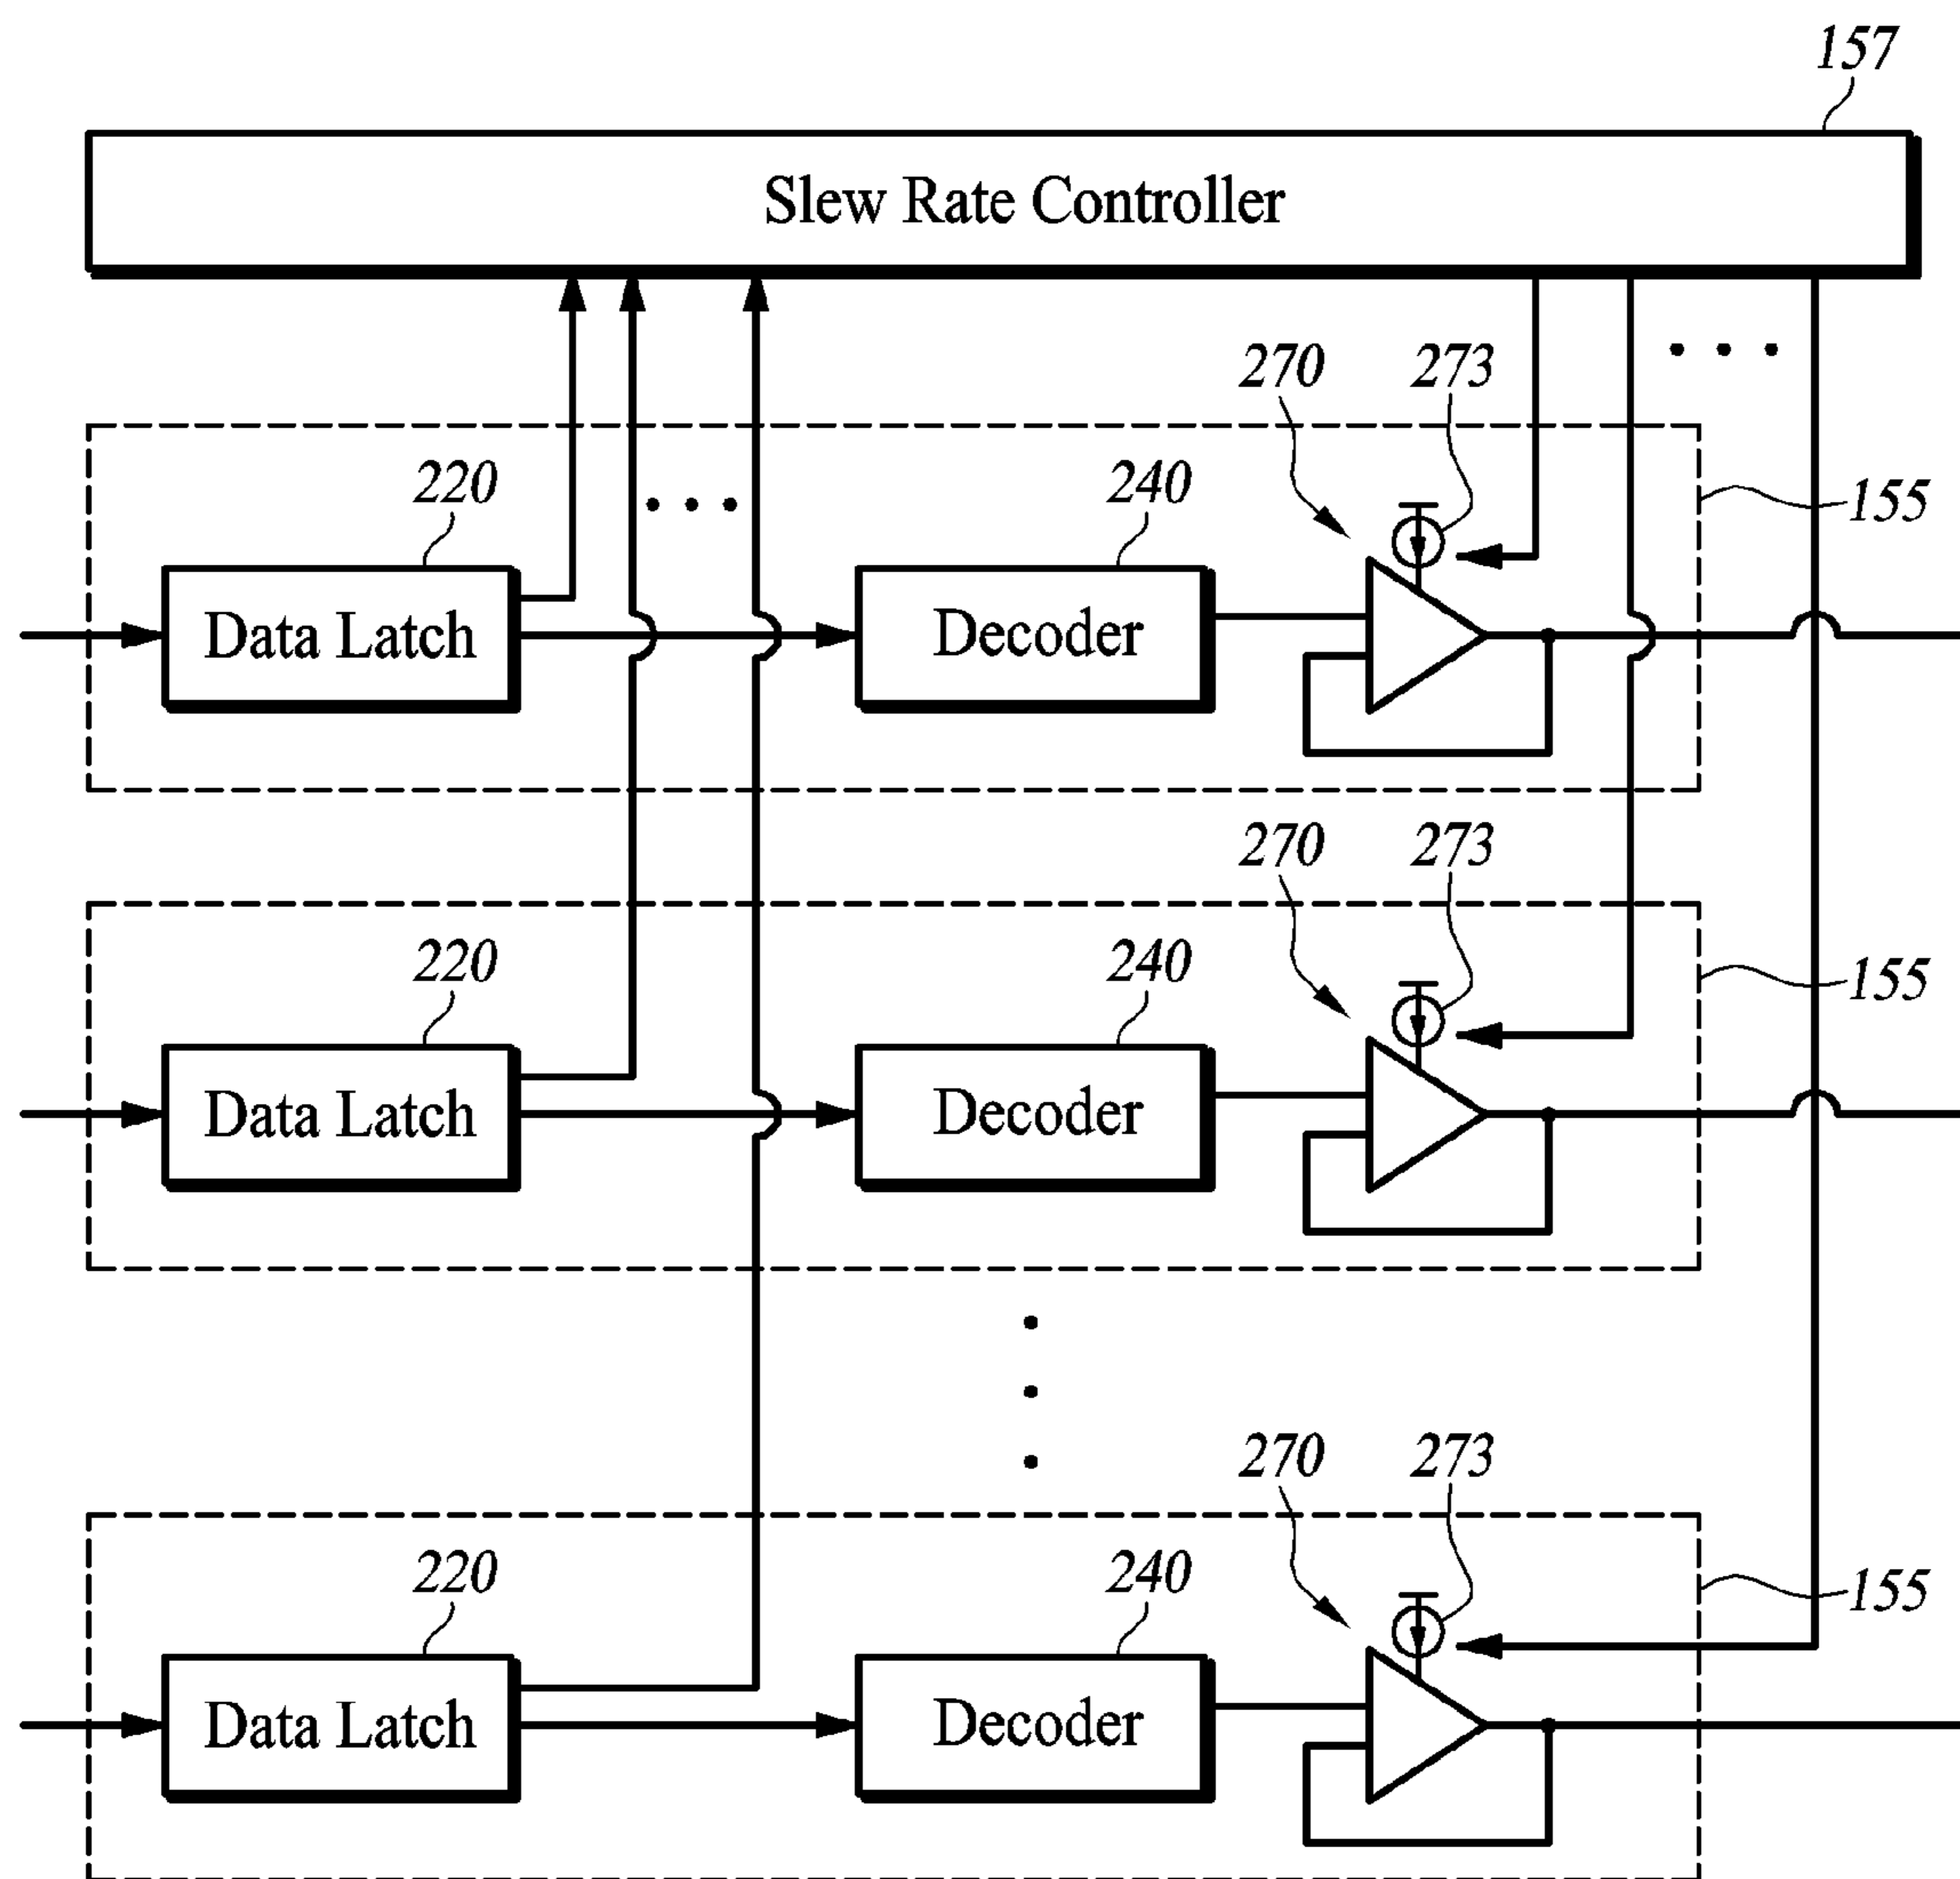 157
Slew Rate Controller
270 273
220 240 155
Data Latch Decoder
270 273
220 240 155
Data Latch Decoder
270 273
220 240 155
Data Latch Decoder